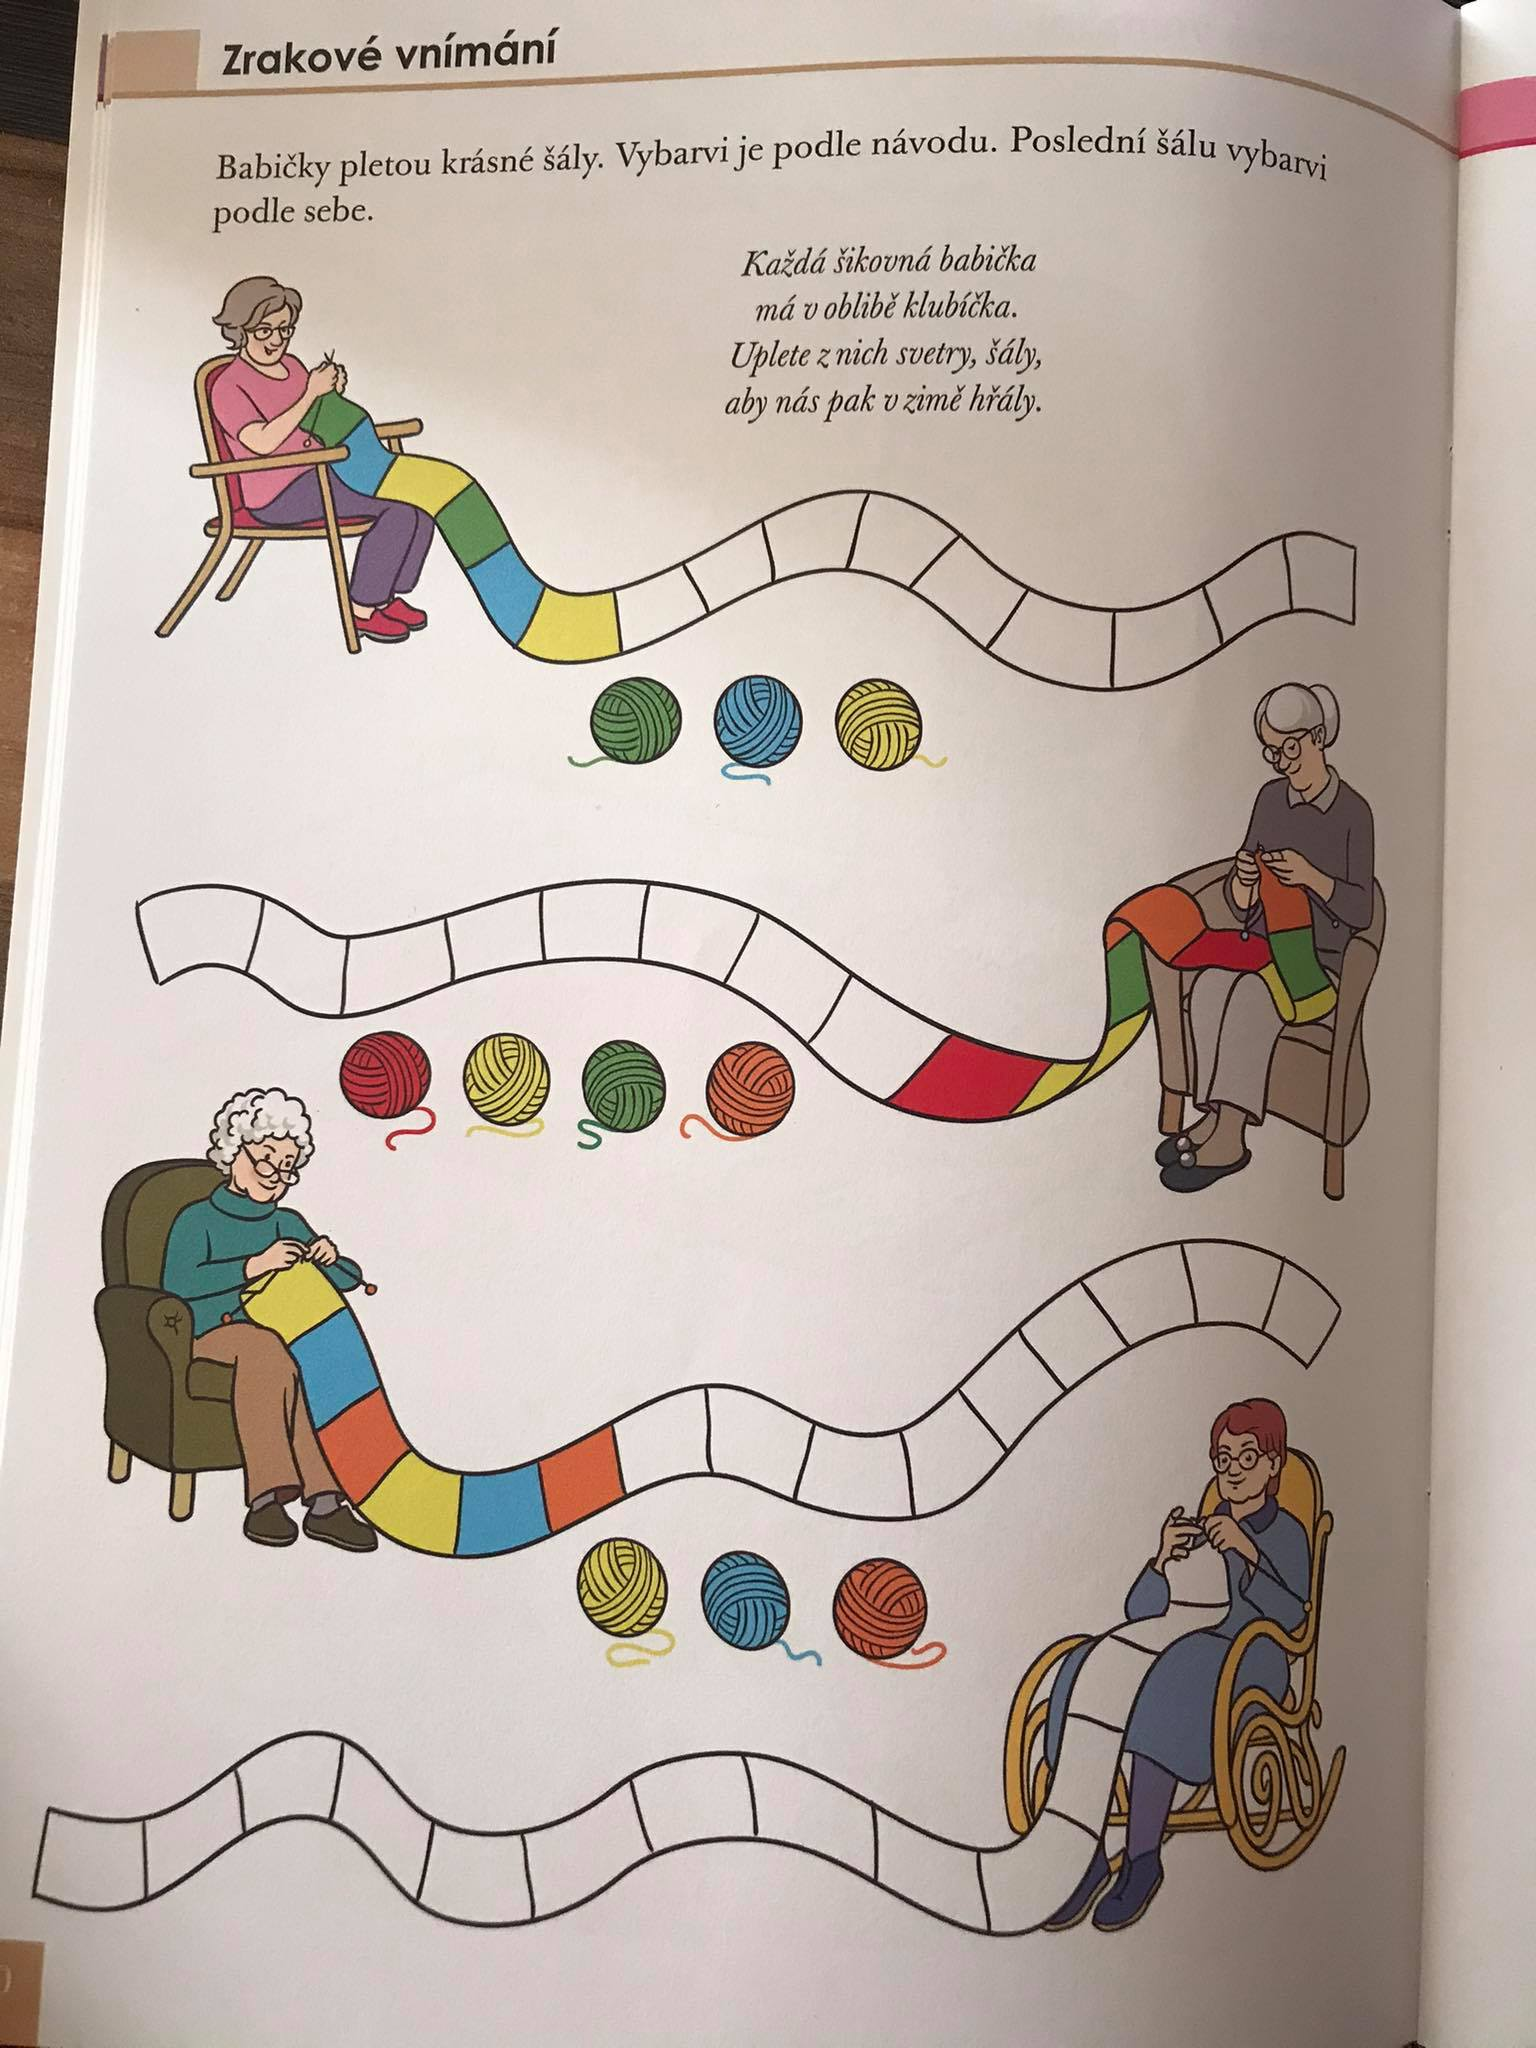 Zrakové vnímání
Babičky pletou krásné šály. Vybarvi je podle návodu. Poslední šálu vybarvi
podle sebe.
Každá šikovná babička
má v oblibě klubíčka.
Uplete z nich svetry, šály,
aby nás pak v zimě hřály.